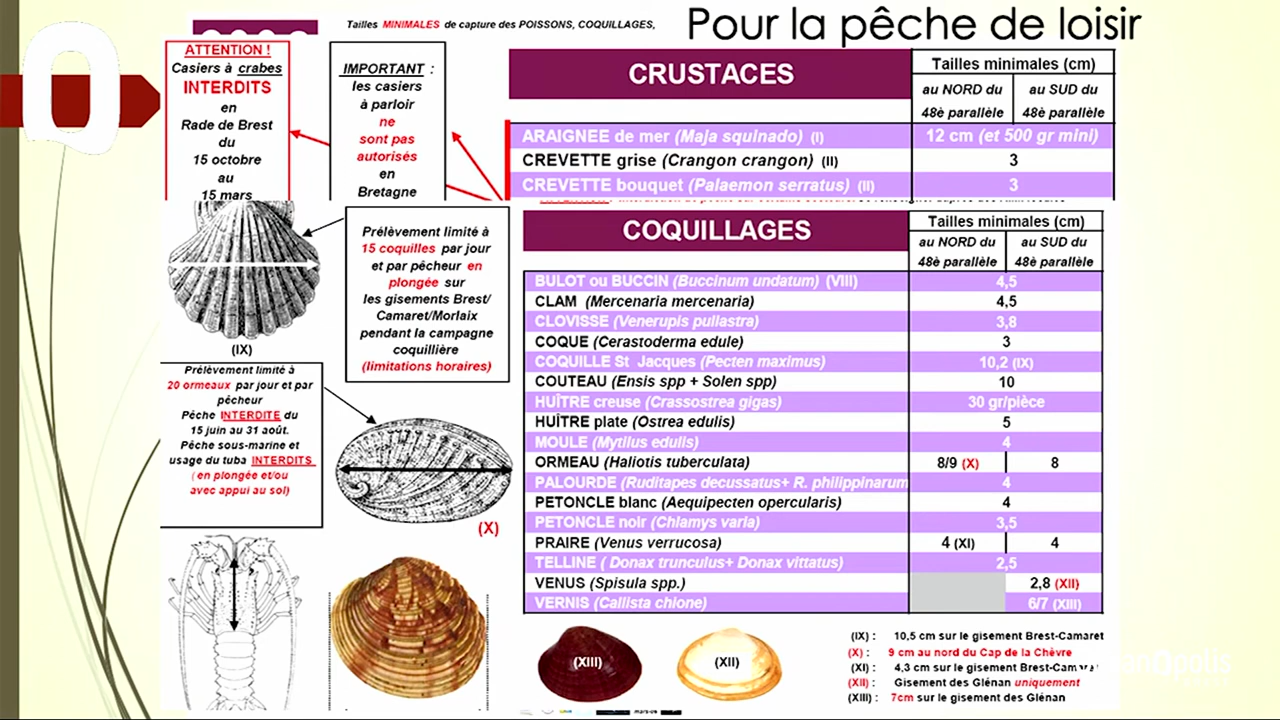 Tailles MINIMALES de capture des POISSONS, COQUILLAGES,
Pour la pêche de loisir
ATTENTION !
Casiers à crabes
INTERDITS
en
Rade de Brest
du
15 octobre
au
15 mars
IMPORTANT :
les casiers
à parloir
ne
sont pas
autorisés
en
Bretagne
CRUSTACES
Tailles minimales (cm)
au NORD du
48è parallèle
au SUD du
48è parallèle
ARAIGNEE de mer (Maja squinado) (I) 12 cm (et 500 gr mini)
CREVETTE grise (Crangon crangon) (II) 3
CREVETTE bouquet (Palaemon serratus) (II) 3
Prélèvement limité à
15 coquilles par jour
et par pêcheur en
plongée sur
les gisements Brest/
Camaret/Morlaix
pendant la campagne
coquillière
(limitations horaires)
(IX)
Prélèvement limité à
20 ormeaux par jour et par
pêcheur
Pêche INTERDITE du
15 juin au 31 août.
Pêche sous-marine et
usage du tuba INTERDITS
( en plongée et/ou
avec appui au sol)
(X)
COQUILLAGES
Tailles minimales (cm)
au NORD du
48è parallèle
au SUD du
48è parallèle
BULOT ou BUCCIN (Buccinum undatum) (VIII) 4,5
CLAM (Mercenaria mercenaria) 4,5
CLOVISSE (Venerupis pullastra) 3,8
COQUE (Cerastoderma edule) 3
COQUILLE St Jacques (Pecten maximus) 10,2 (IX)
COUTEAU (Ensis spp + Solen spp) 10
HUÎTRE creuse (Crassostrea gigas) 30 gr/pièce
HUÎTRE plate (Ostrea edulis) 5
MOULE (Mytilus edulis) 4
ORMEAU (Haliotis tuberculata) 8/9 (X) 8
PALOURDE (Ruditapes decussatus+ R. philippinarum 4
PETONCLE blanc (Aequipecten opercularis) 4
PETONCLE noir (Chlamys varia) 3,5
PRAIRE (Venus verrucosa) 4 (XI) 4
TELLINE ( Donax trunculus+ Donax vittatus) 2,5
VENUS (Spisula spp.) 2,8 (XII)
VERNIS (Callista chione) 6/7 (XIII)
(XIII)
(XII)
(IX) : 10,5 cm sur le gisement Brest-Camaret
(X) : 9 cm au nord du Cap de la Chèvre
(XI) : 4,3 cm sur le gisement Brest-Camaret
(XII) : Gisement des Glénan uniquement
(XIII) : 7cm sur le gisement des Glénan